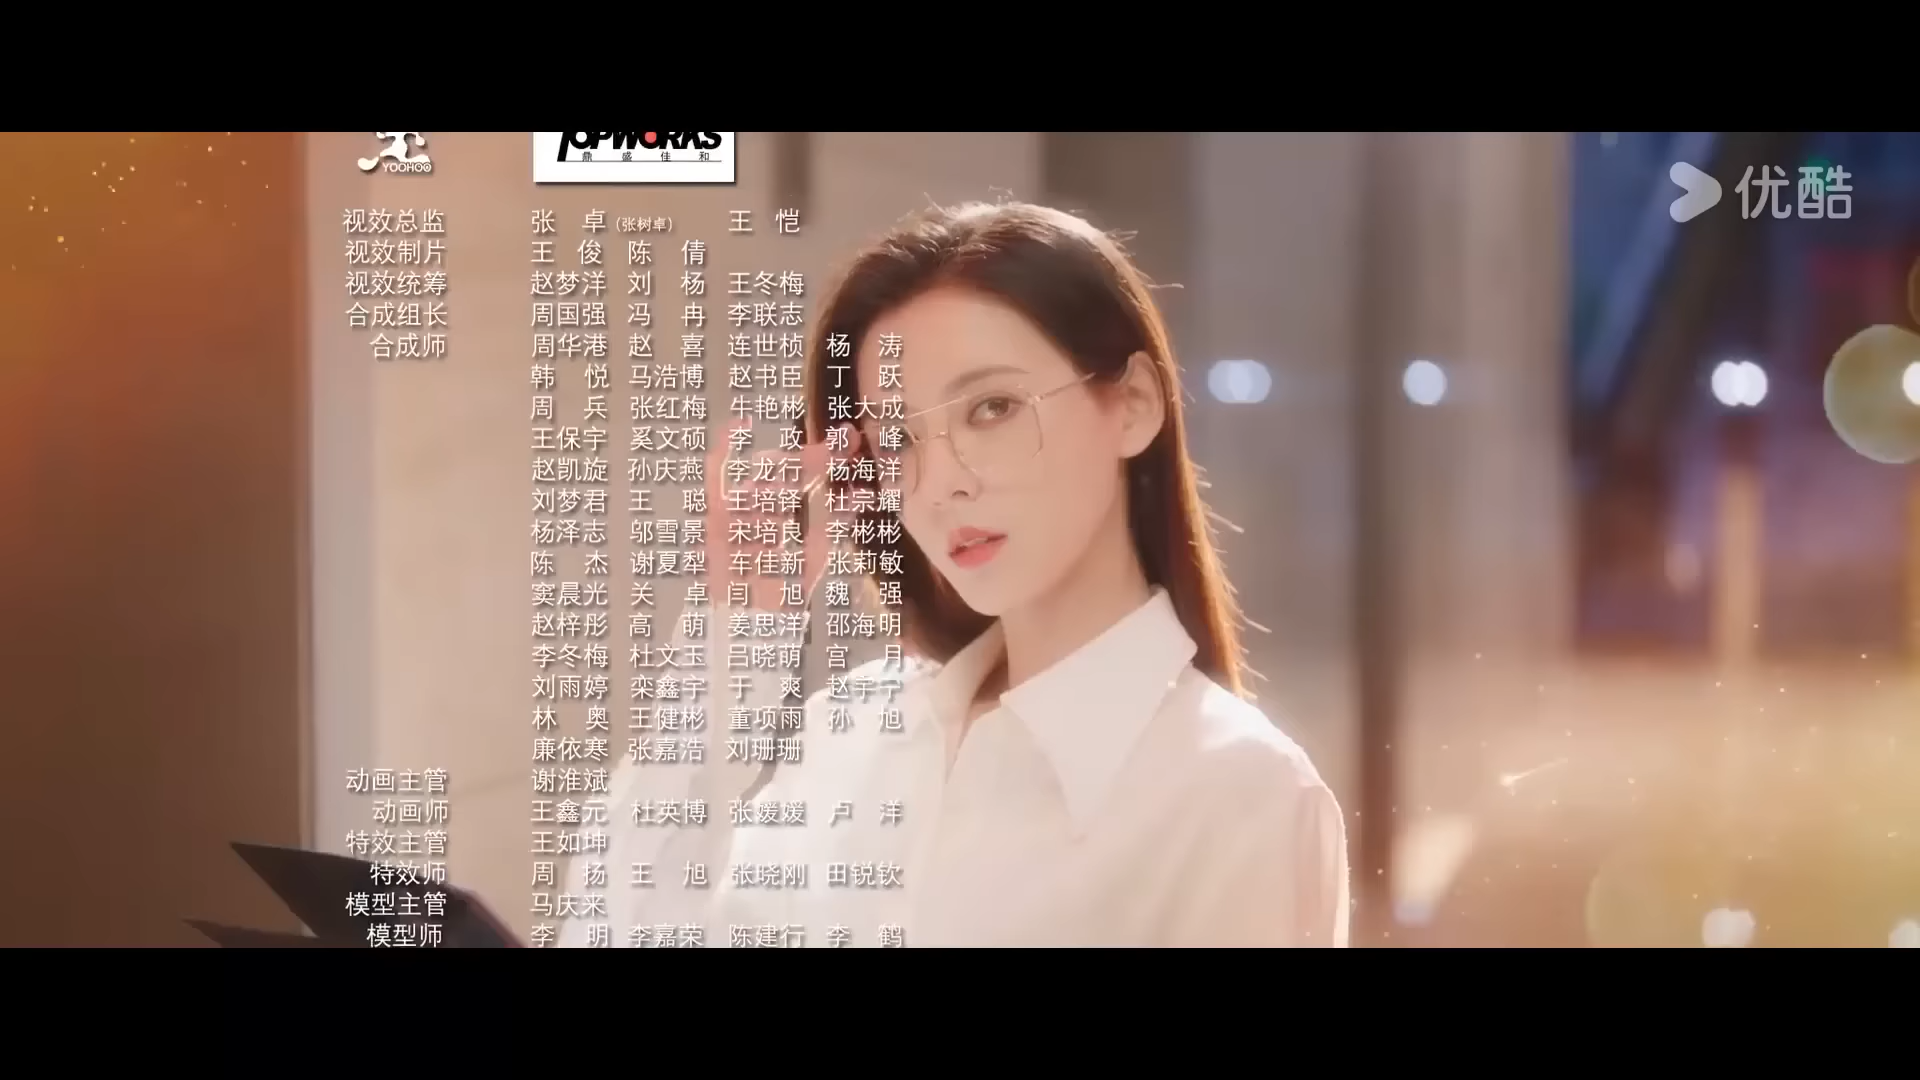 YOOHOO
TOPWORKS
鼎盛佳和
优酷
视效总监 张卓(张树卓) 王恺
视效制片 王俊 陈倩
视效统筹 赵梦洋 刘杨 王冬梅
合成组长 周国强 冯冉 李联志
合成师 周华港 赵喜 连世桢 杨涛
韩悦 马浩博 赵书臣 丁跃
周兵 张红梅 牛艳彬 张大成
王保宇 奚文硕 李政 郭峰
赵凯旋 孙庆燕 李龙行 杨海洋
刘梦君 王聪 王培铎 杜宗耀
杨泽志 邬雪景 宋培良 李彬彬
陈杰 谢夏犁 车佳新 张莉敏
窦晨光 关卓 闫旭 魏强
赵梓彤 高萌 姜思洋 邵海明
李冬梅 杜文玉 吕晓萌 宫月
刘雨婷 栾鑫宇 于爽 赵宇宁
林奥 王健彬 董项雨 孙旭
廉依寒 张嘉浩 刘珊珊
动画主管 谢淮斌
动画师 王鑫元 杜英博 张媛媛 卢洋
特效主管 王如坤
特效师 周扬 王旭 张晓刚 田锐钦
模型主管 马庆来
模型师 李明 李嘉荣 陈建行 李鹤